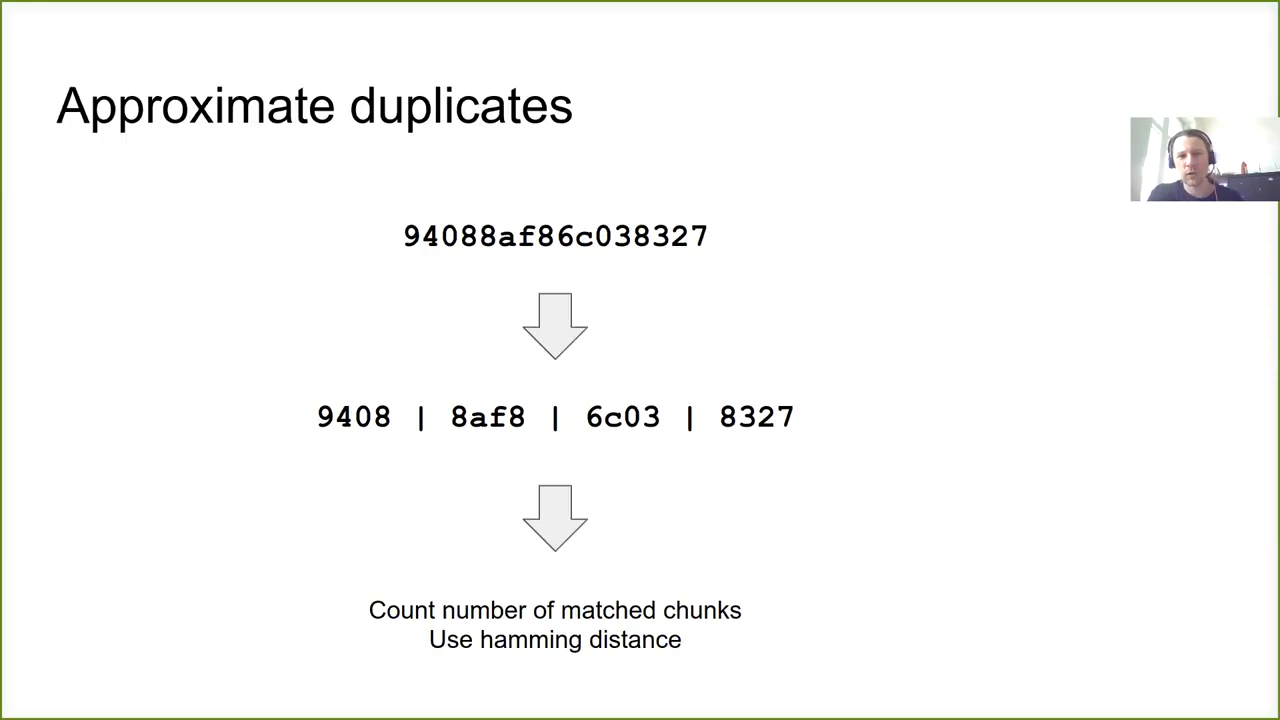 Approximate duplicates
94088af86c038327
9408 | 8af8 | 6c03 | 8327
Count number of matched chunks
Use hamming distance